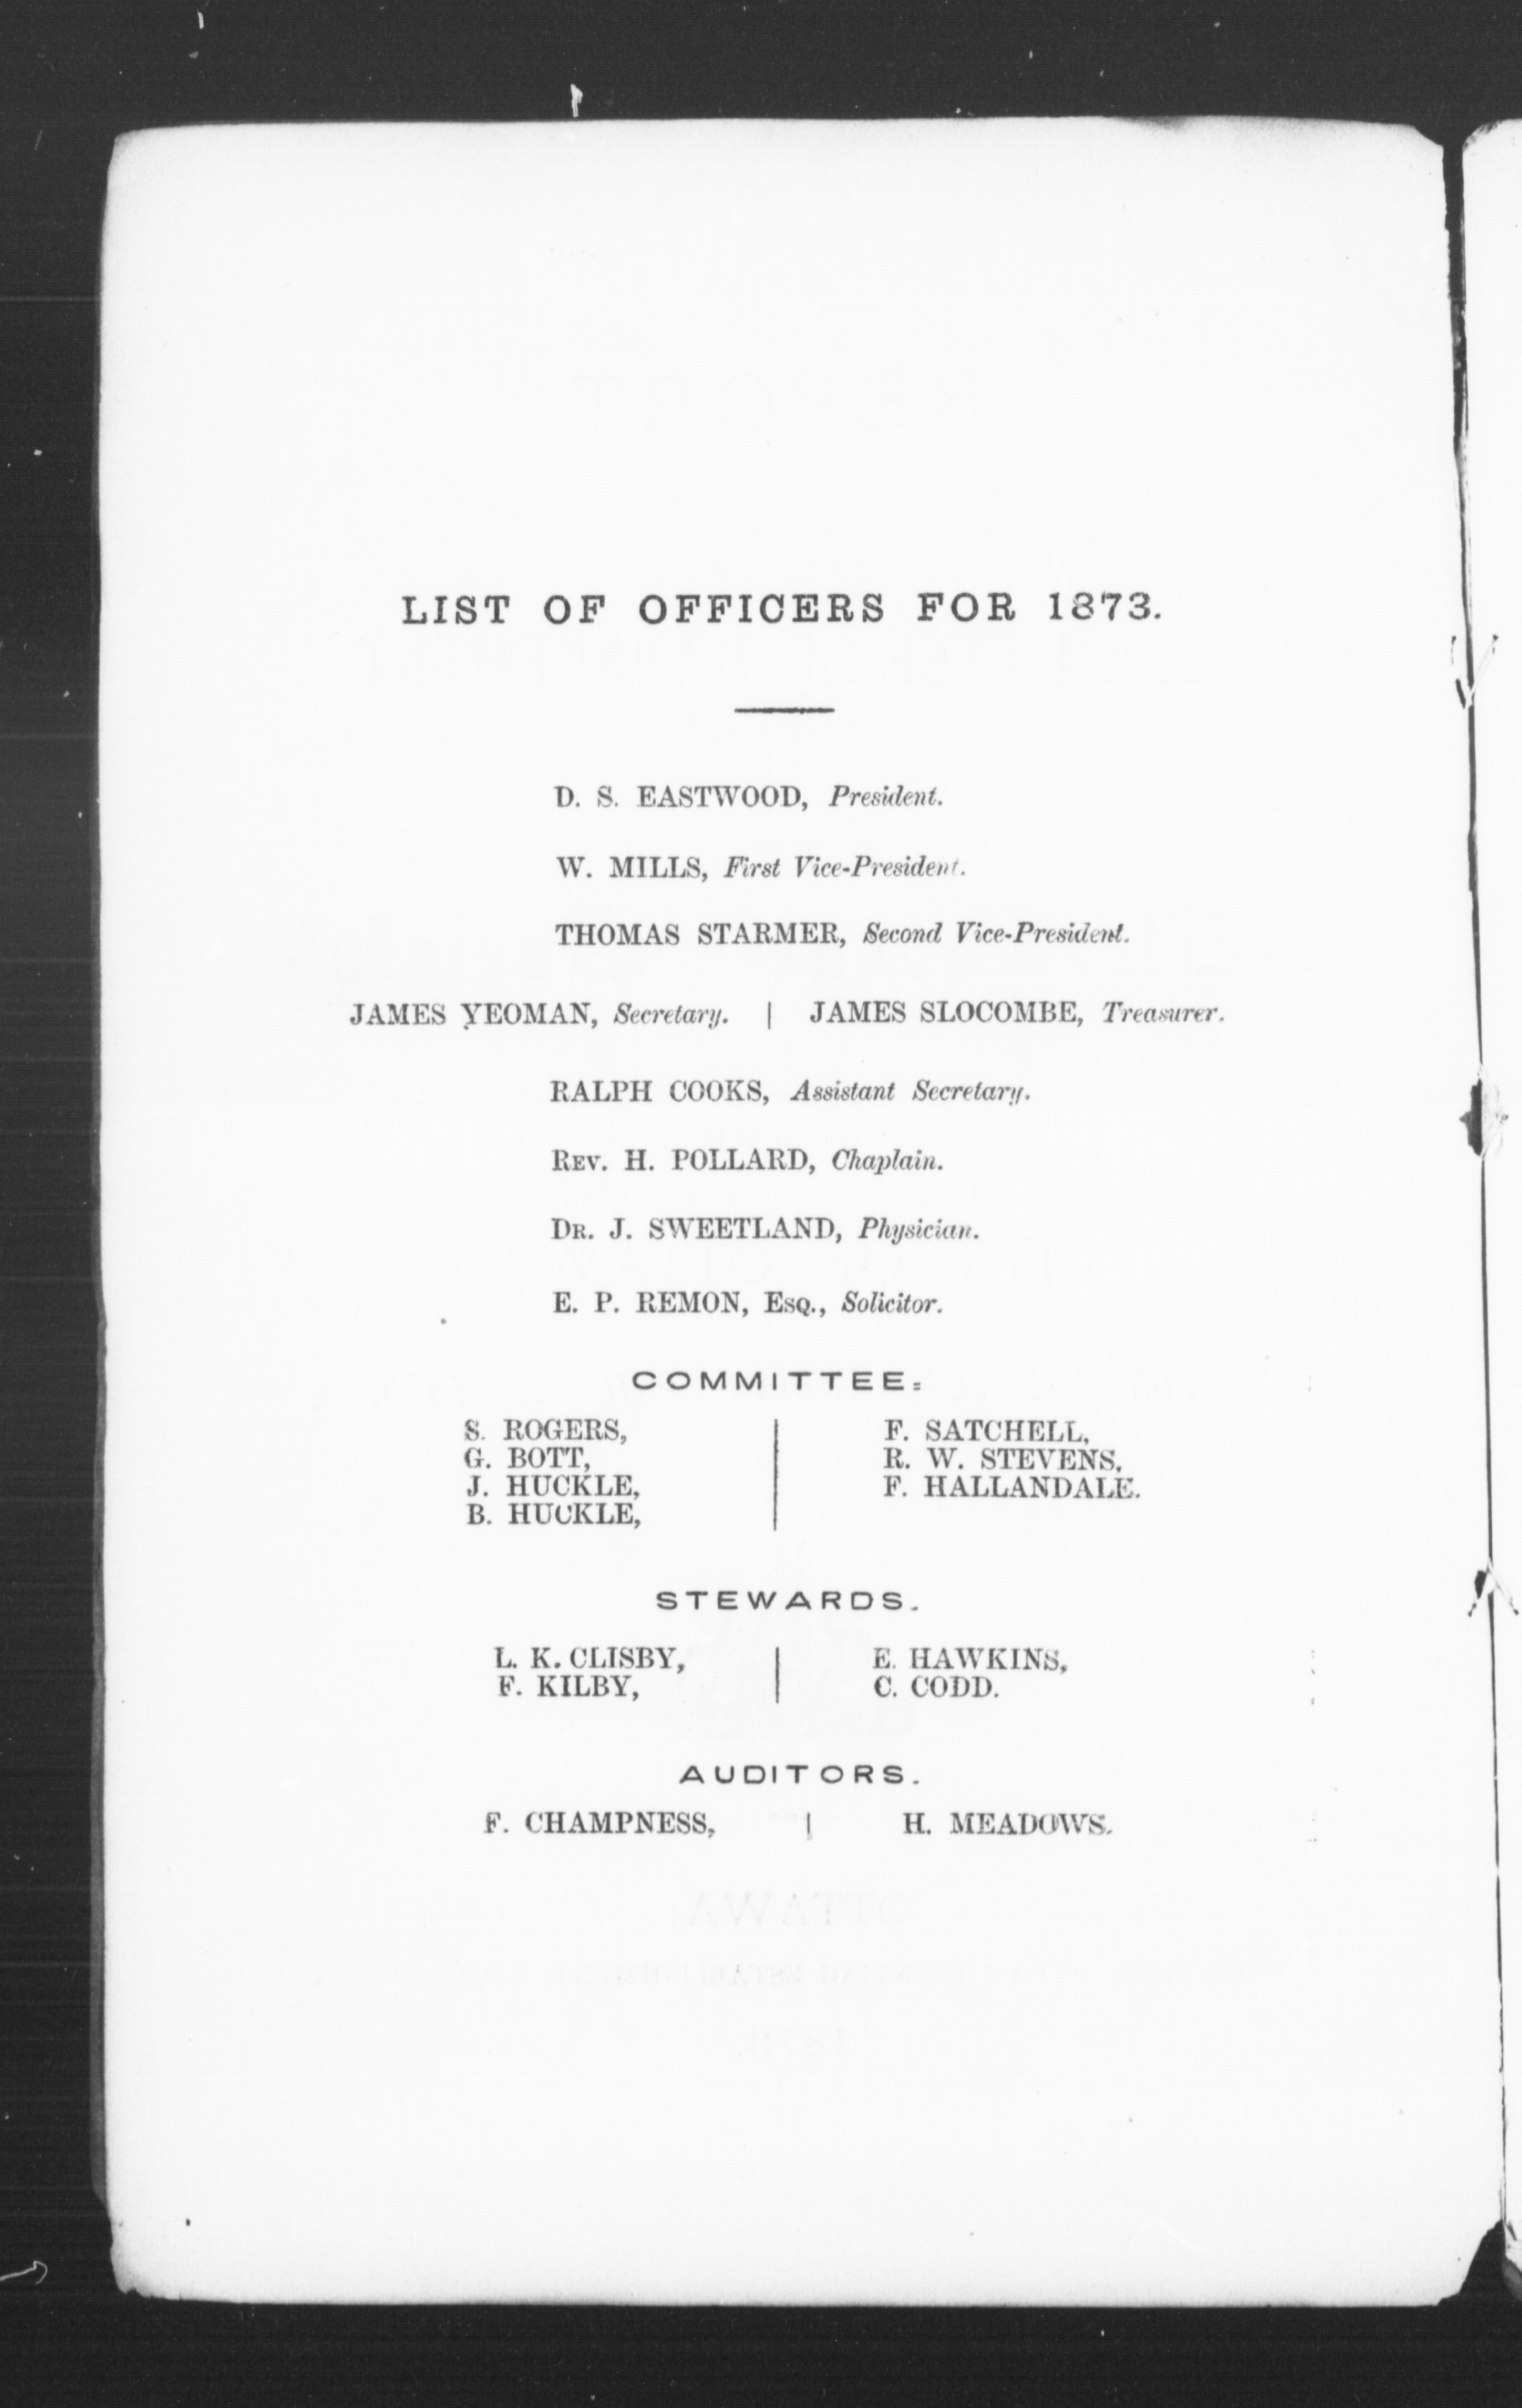 LIST OF OFFICERS FOR 1873.
D. S. EASTWOOD, President.
W. MILLS, First Vice-President.
THOMAS STARMER, Second Vice-President.
JAMES YEOMAN, Secretary. | JAMES SLOCOMBE, Treasurer.
RALPH COOKS, Assistant Secretary.
REV. H. POLLARD, Chaplain.
DR. J. SWEETLAND, Physician.
E. P. REMON, ESQ., Solicitor.
COMMITTEE:
S. ROGERS,
G. BOTT,
J. HUCKLE,
B. HUCKLE,
F. SATCHELL,
R. W. STEVENS,
F. HALLANDALE.
STEWARDS.
L. K. CLISBY,
F. KILBY,
E. HAWKINS,
C. CODD.
AUDITORS.
F. CHAMPNESS, | H. MEADOWS.